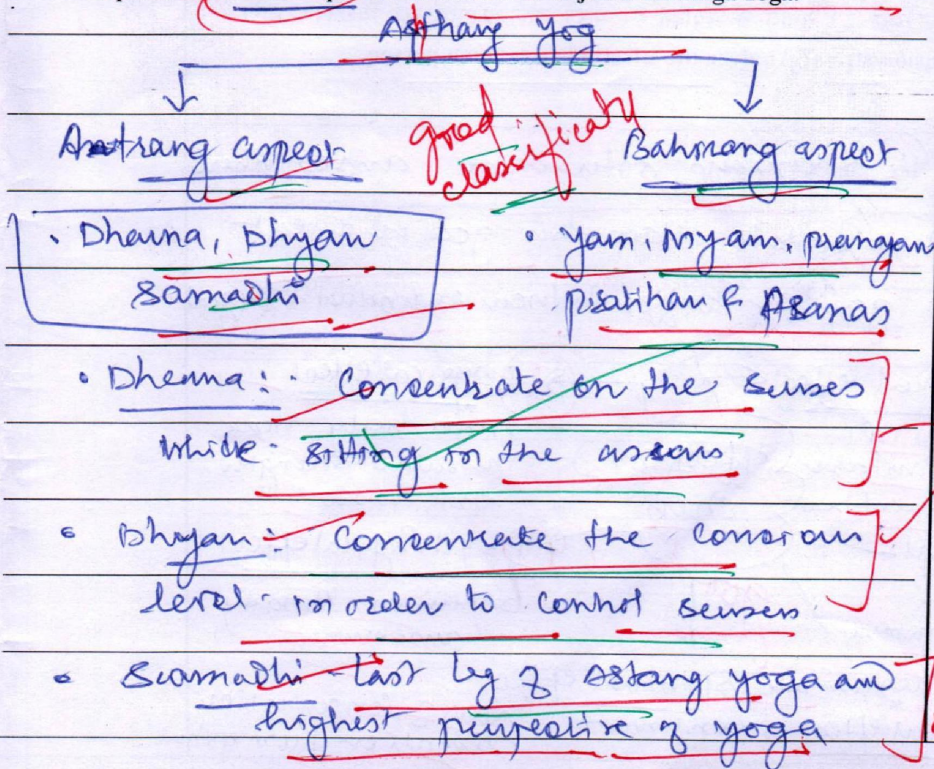 Asthang Yog
Antrang aspect
good
classificaty
Bahirang aspect
• Dharna, Dhyan
Samadhi
• Yam, Niyam, pranayam
pratihar & Asanas
• Dharna: • Concentrate on the senses
while sitting in the asans
• Dhyan - Concentrate the conscious
level in order to control senses.
• Samadhi - last leg of Astang yoga and
highest perspective of yoga